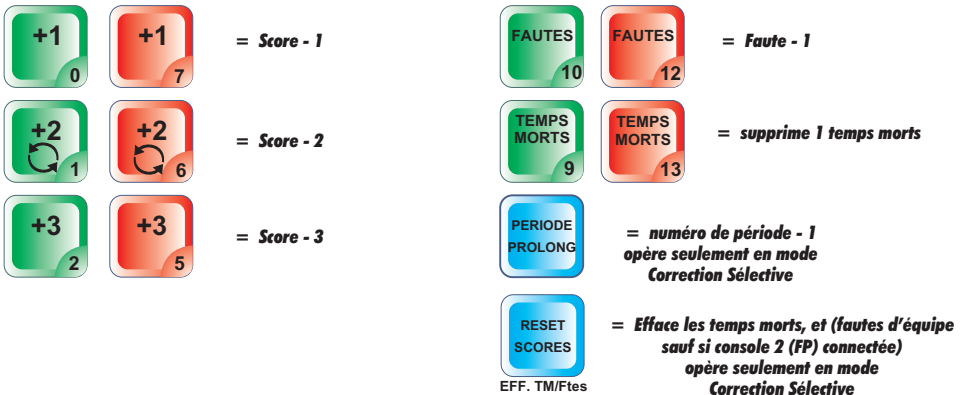 +1
0
+1
7
= Score - 1
+2
1
+2
6
= Score - 2
+3
2
+3
5
= Score - 3
FAUTES
10
FAUTES
12
= Faute - 1
TEMPS
MORTS
9
TEMPS
MORTS
13
= supprime 1 temps morts
PERIODE
PROLONG
= numéro de période - 1
opère seulement en mode
Correction Sélective
RESET
SCORES
EFF. TM/Ftes
= Efface les temps morts, et (fautes d'équipe
sauf si console 2 (FP) connectée)
opère seulement en mode
Correction Sélective